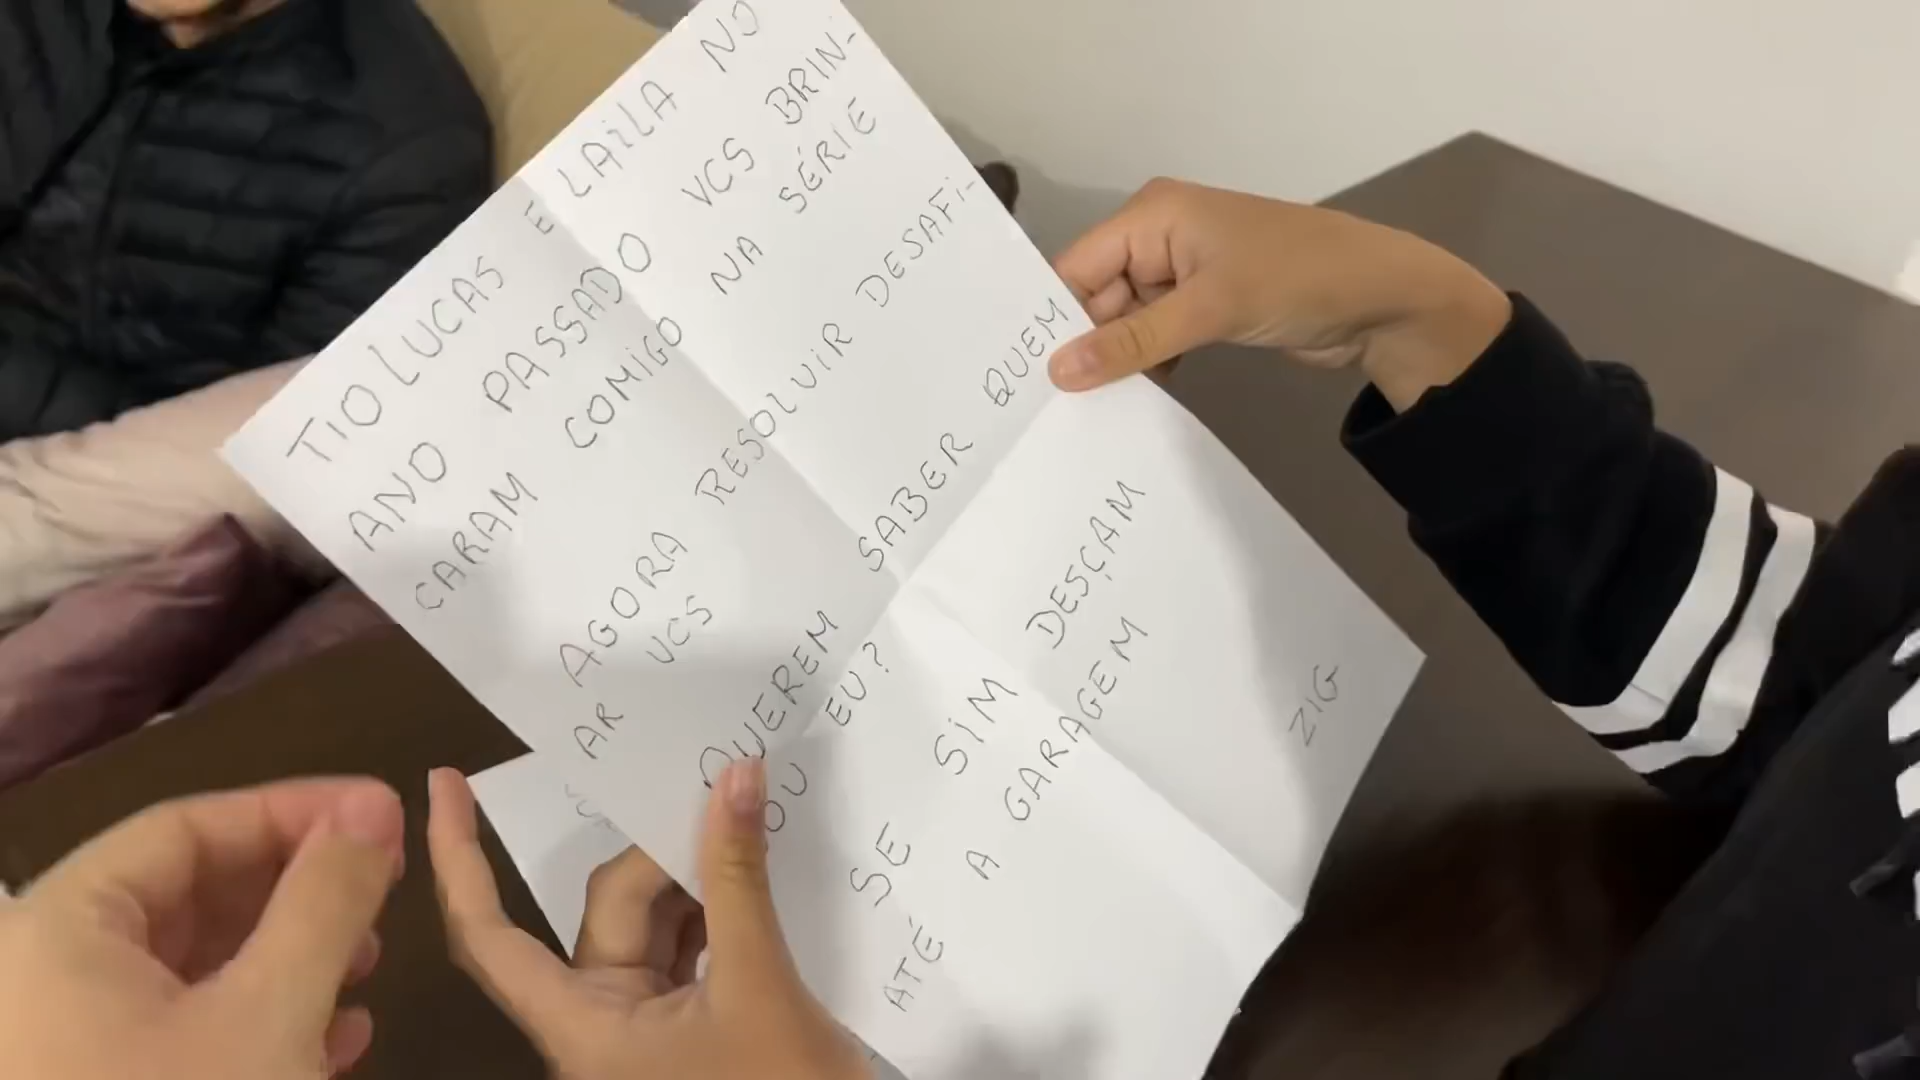 TIO LUCAS E LAILA NO
ANO PASSADO VCS BRIN-
CARAM COMIGO NA SÉRIE
AGORA RESOLVIR DESAFI-
AR VCS
QUEREM SABER QUEM
SOU EU?
SE SIM DESÇAM
ATÉ A GARAGEM
ZIG